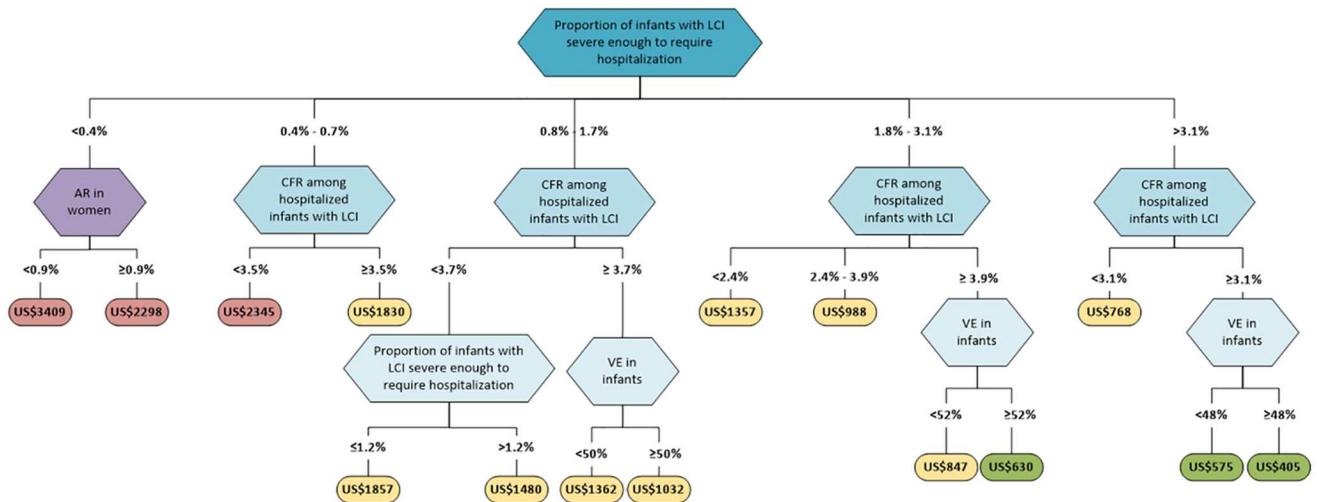 Proportion of infants with LCI
severe enough to require
hospitalization
<0.4%
0.4% - 0.7%
0.8% - 1.7%
1.8% - 3.1%
>3.1%
AR in
women
CFR among
hospitalized
infants with LCI
CFR among
hospitalized
infants with LCI
CFR among
hospitalized
infants with LCI
CFR among
hospitalized
infants with LCI
<0.9%
≥0.9%
<3.5%
≥3.5%
<3.7%
≥ 3.7%
<2.4%
2.4% - 3.9%
≥ 3.9%
<3.1%
≥3.1%
US$3409
US$2298
US$2345
US$1830
US$1357
US$988
US$768
Proportion of infants with
LCI severe enough to
require hospitalization
VE in
infants
VE in
infants
VE in
infants
≤1.2%
>1.2%
<50%
≥50%
<52%
≥52%
<48%
≥48%
US$1857
US$1480
US$1362
US$1032
US$847
US$630
US$575
US$405